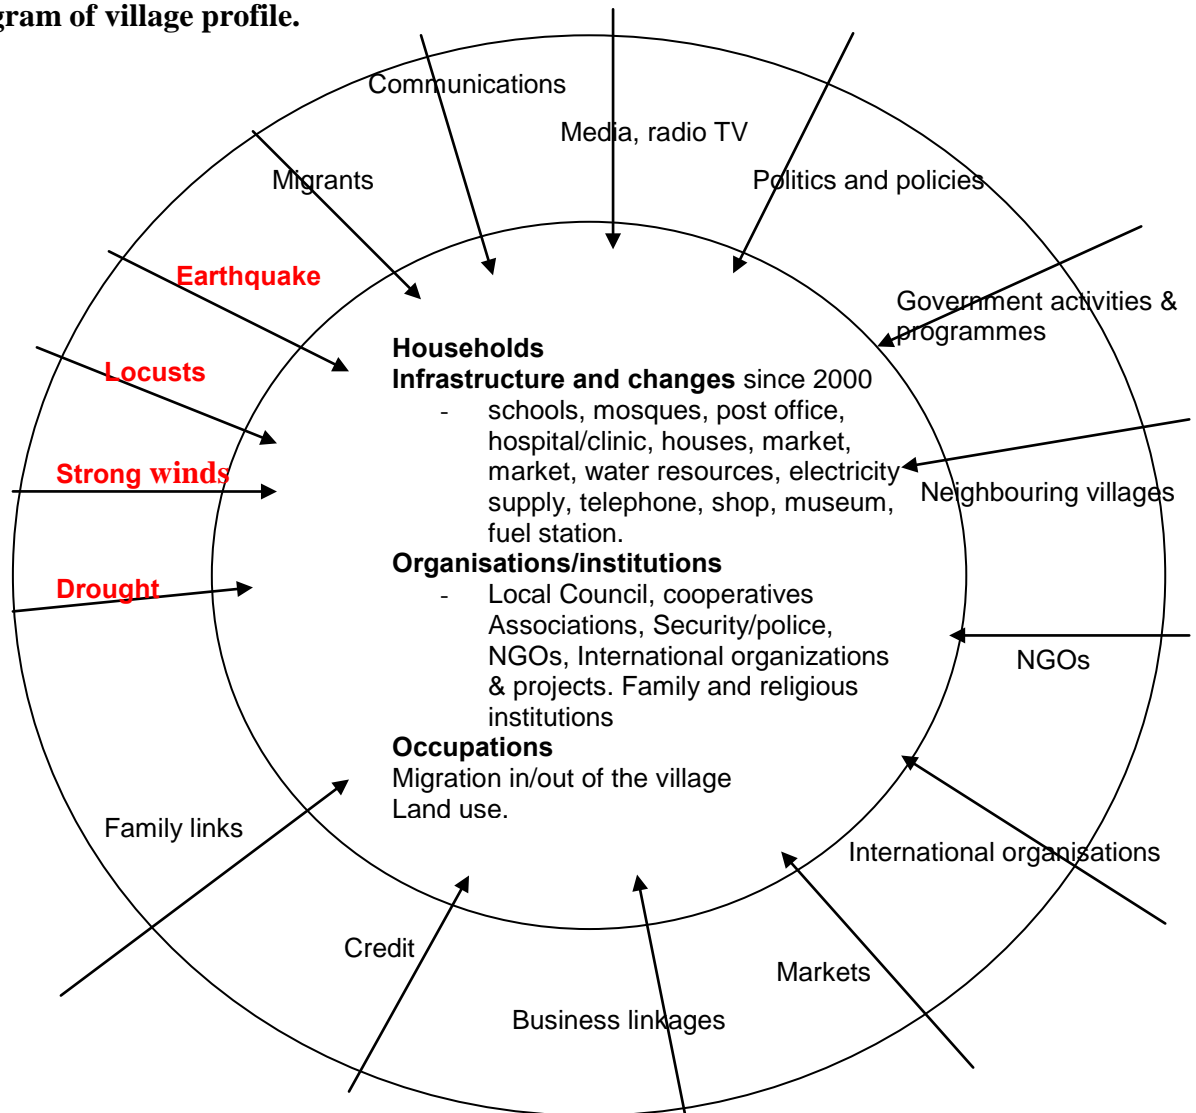 gram of village profile.
Communications
Media, radio TV
Migrants
Politics and policies
Earthquake
Government activities &
programmes
Locusts
Strong winds
Neighbouring villages
Drought
Households
Infrastructure and changes since 2000
- schools, mosques, post office,
hospital/clinic, houses, market,
market, water resources, electricity
supply, telephone, shop, museum,
fuel station.
Organisations/institutions
- Local Council, cooperatives
Associations, Security/police,
NGOs, International organizations
& projects. Family and religious
institutions
Occupations
Migration in/out of the village
Land use.
NGOs
Family links
International organisations
Credit
Markets
Business linkages